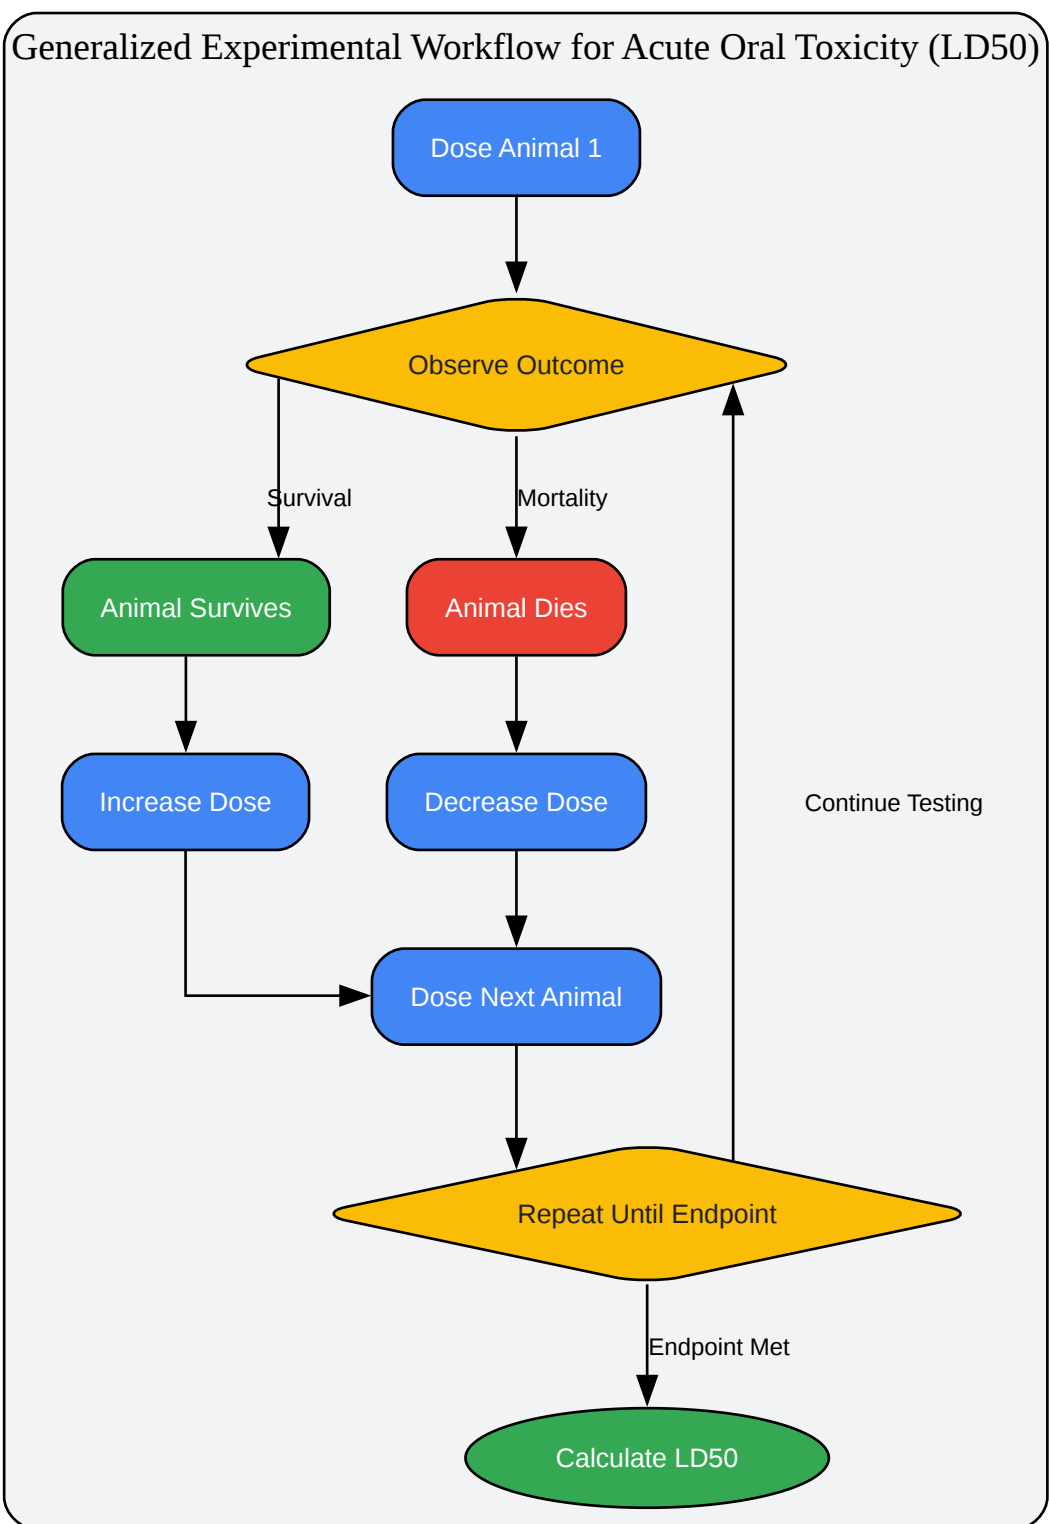 Generalized Experimental Workflow for Acute Oral Toxicity (LD50)
Dose Animal 1
Observe Outcome
Survival
Mortality
Animal Survives
Animal Dies
Increase Dose
Decrease Dose
Continue Testing
Dose Next Animal
Repeat Until Endpoint
Endpoint Met
Calculate LD50